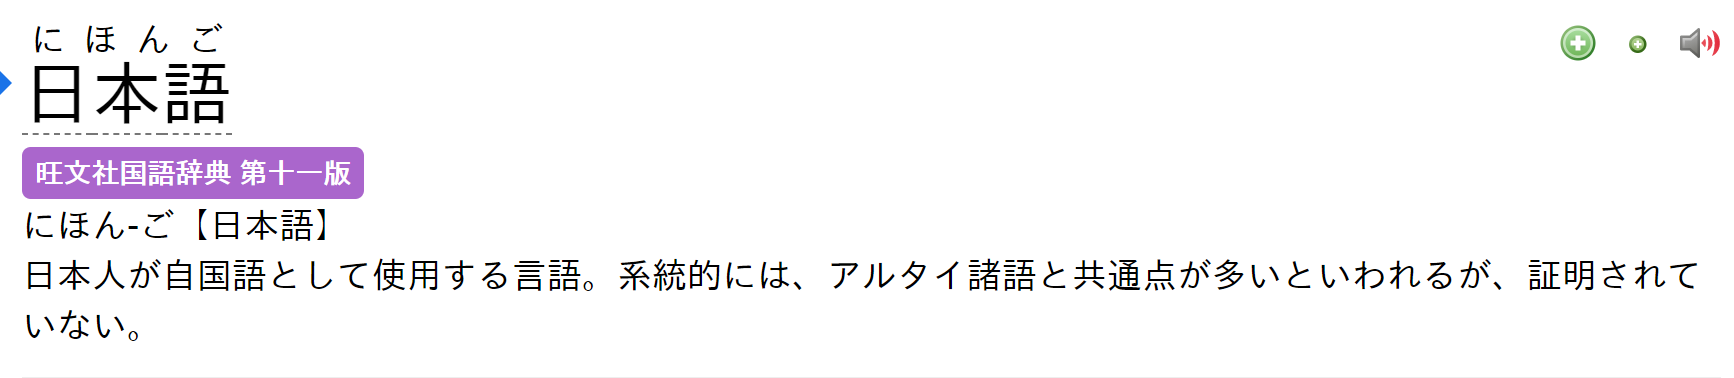 にほんご
日本語
旺文社国語辞典 第十一版
にほん-ご【日本語】
日本人が自国語として使用する言語。系統的には、アルタイ諸語と共通点が多いといわれるが、証明されて
いない。